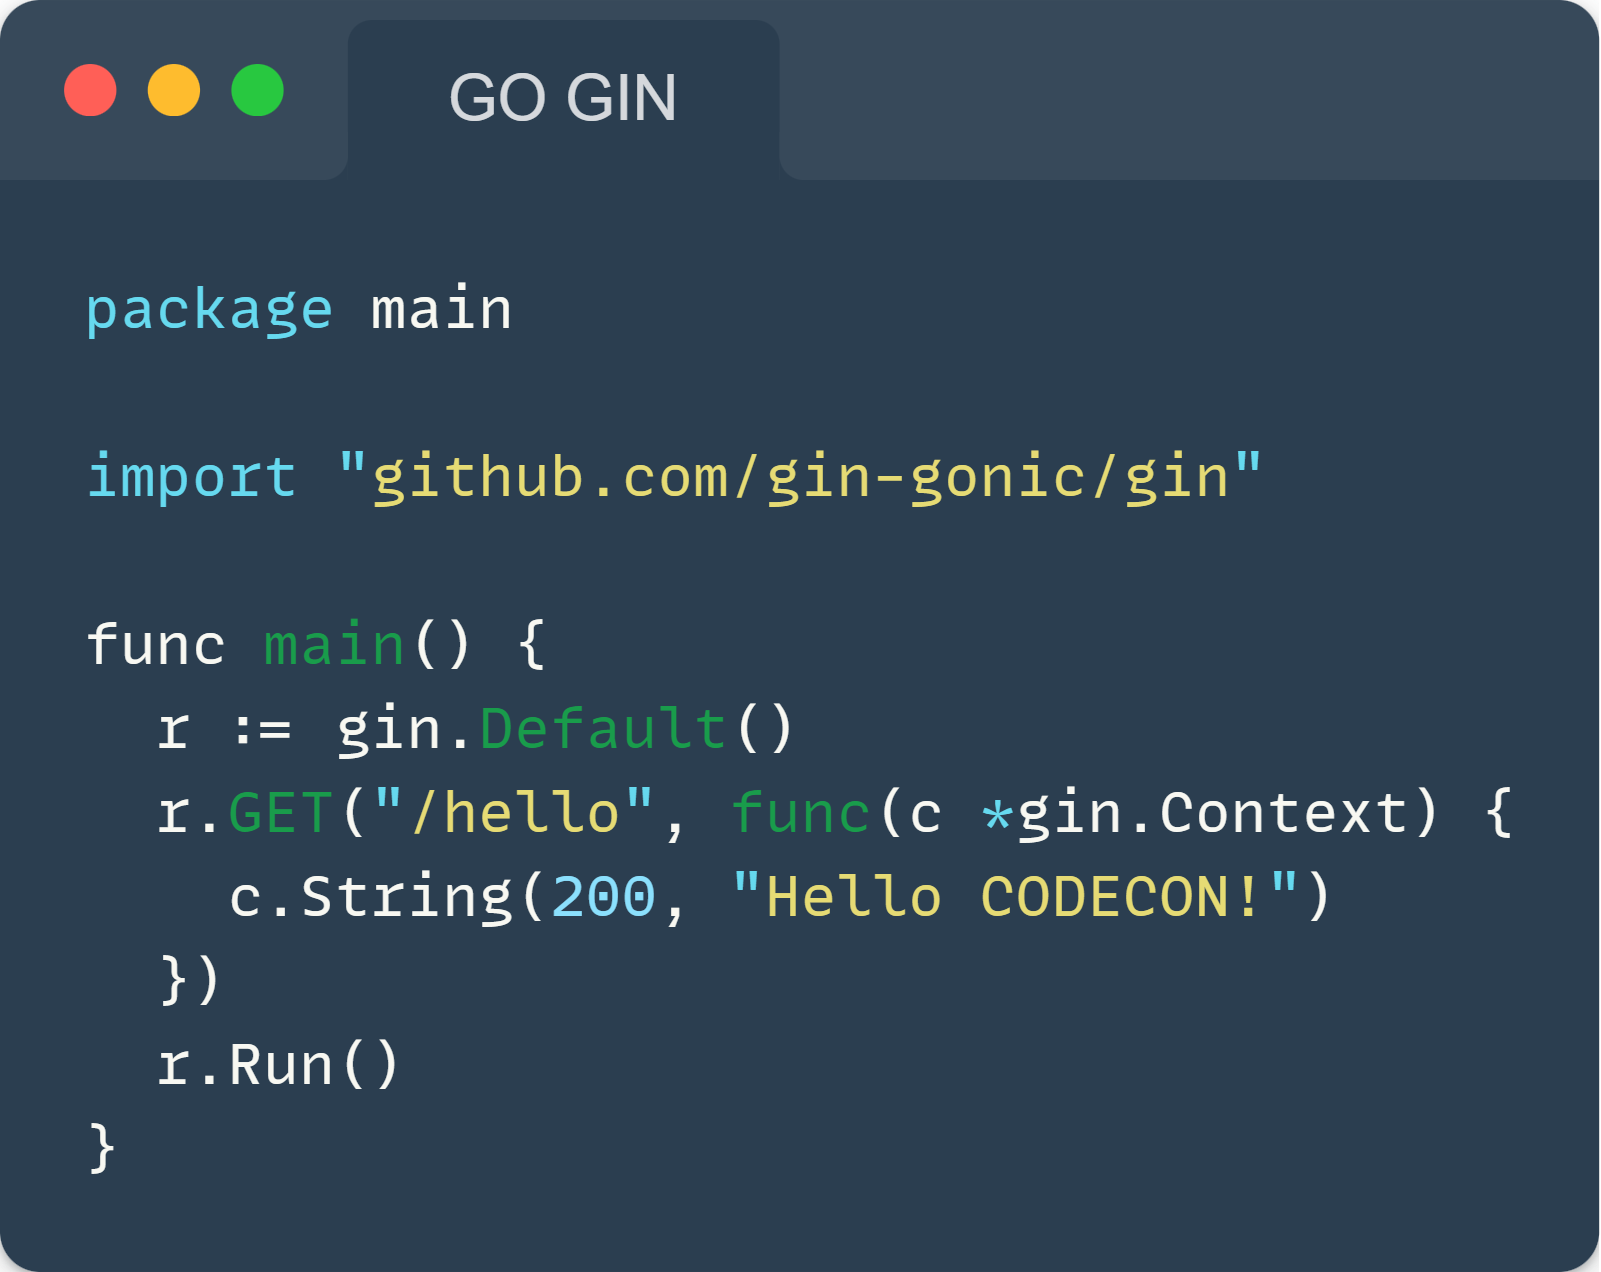 GO GIN
package main
import "github.com/gin-gonic/gin"
func main() {
  r := gin.Default()
  r.GET("/hello", func(c *gin.Context) {
    c.String(200, "Hello CODECON!")
  })
  r.Run()
}